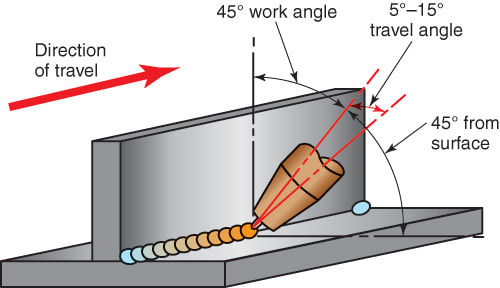 45° work angle
5°–15°
travel angle
Direction
of travel
45° from
surface